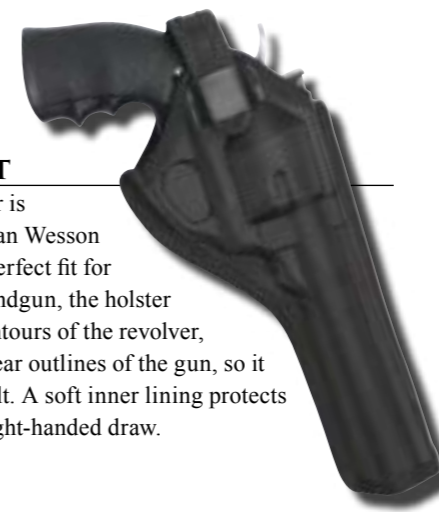 T
r is
an Wesson
erfect fit for
ndgun, the holster
ntours of the revolver,
ear outlines of the gun, so it
lt. A soft inner lining protects
ght-handed draw.